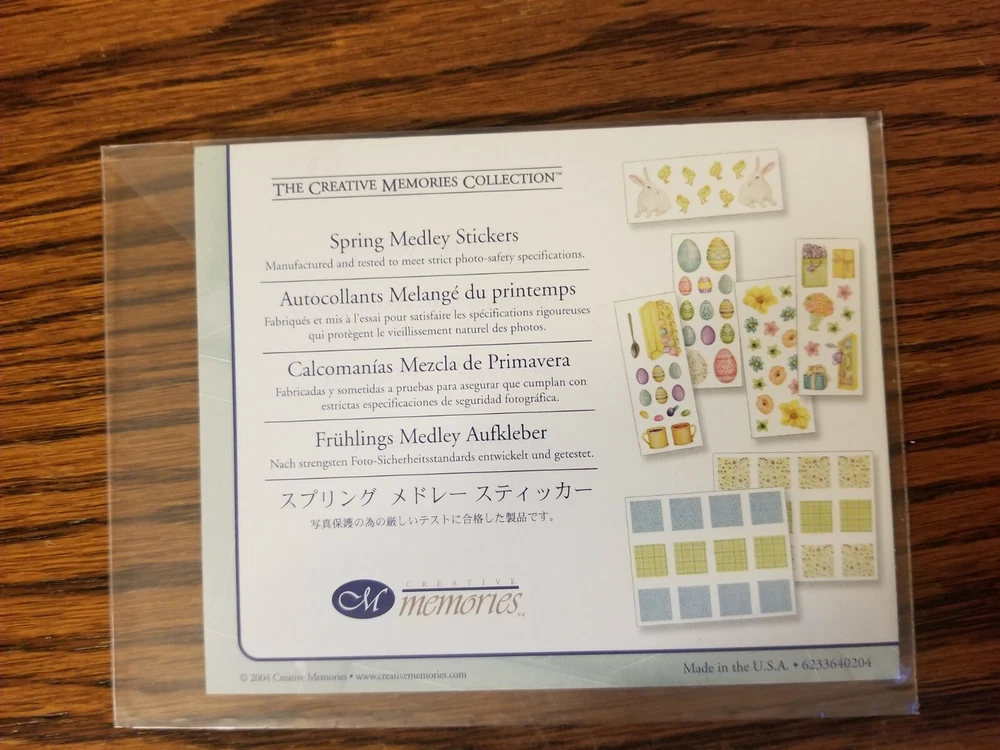 THE CREATIVE MEMORIES COLLECTION™
Spring Medley Stickers
Manufactured and tested to meet strict photo-safety specifications.
Autocollants Melangé du printemps
Fabriqués et mis à l'essai pour satisfaire les spécifications rigoureuses
qui protègent le vieillissement naturel des photos.
Calcomanías Mezcla de Primavera
Fabricadas y sometidas a pruebas para asegurar que cumplan con
estrictas especificaciones de seguridad fotográfica.
Frühlings Medley Aufkleber
Nach strengsten Foto-Sicherheitsstandards entwickelt und getestet.
スプリング メドレー スティッカー
写真保護の為の厳しいテストに合格した製品です。
CM
CREATIVE
memories™
© 2004 Creative Memories • www.creativememories.com
Made in the U.S.A. • 6233640204